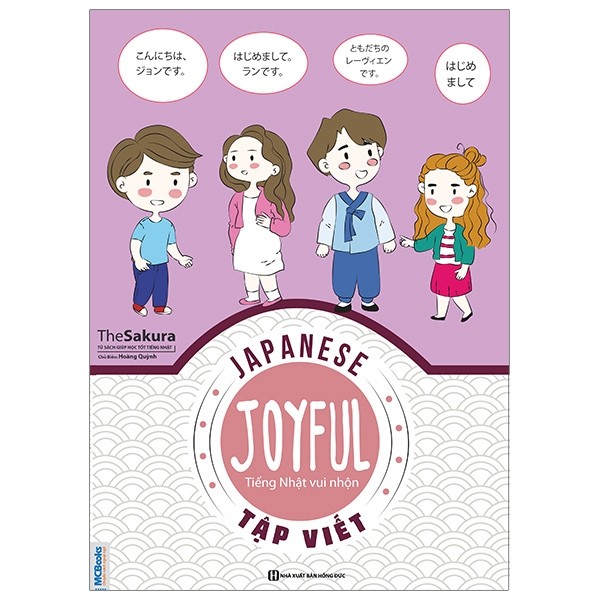 こんにちは、
ジョンです。
はじめまして。
ランです。
ともだちの
レーヴィエン
です。
はじめ
まして
TheSakura
TỦ SÁCH GIÚP HỌC TỐT TIẾNG NHẬT
Chủ Biên: Hoàng Quỳnh
JAPANESE
JOYFUL
Tiếng Nhật vui nhộn
TẬP VIẾT
MCBooks
NHÀ XUẤT BẢN HỒNG ĐỨC